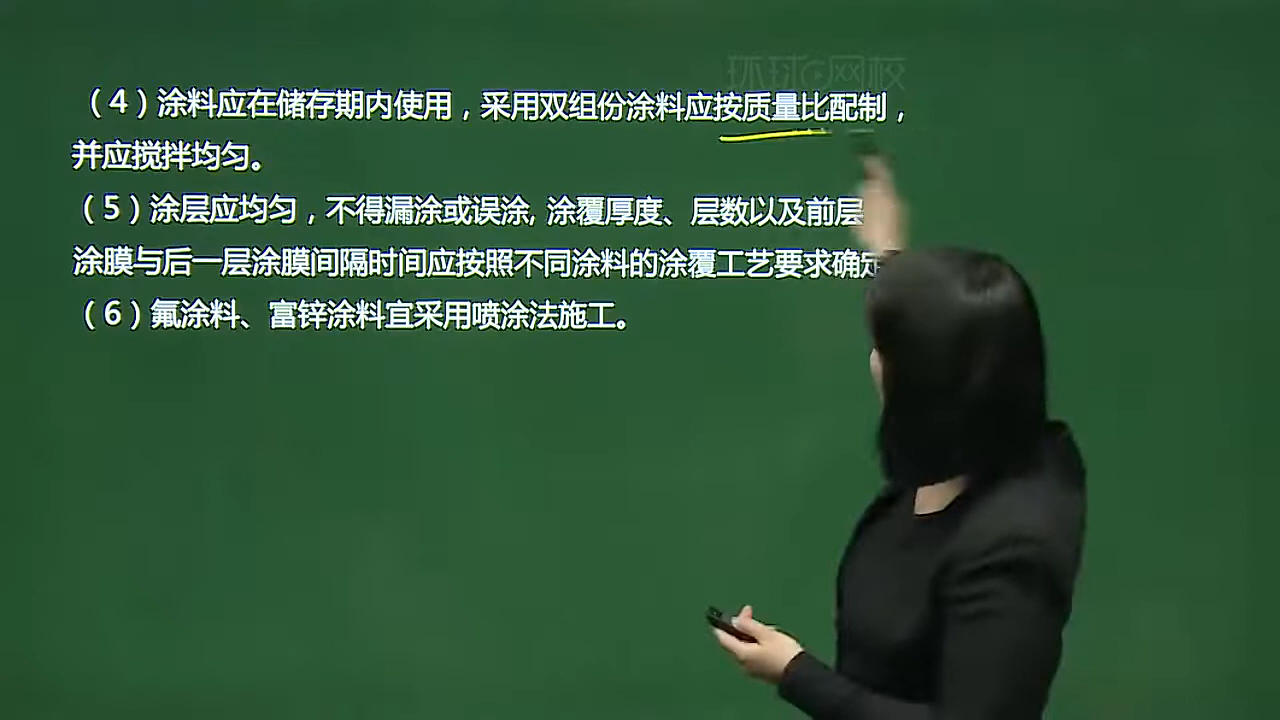 环球网校
（4）涂料应在储存期内使用，采用双组份涂料应按质量比配制，
并应搅拌均匀。
（5）涂层应均匀，不得漏涂或误涂, 涂覆厚度、层数以及前层
涂膜与后一层涂膜间隔时间应按照不同涂料的涂覆工艺要求确定
（6）氟涂料、富锌涂料宜采用喷涂法施工。